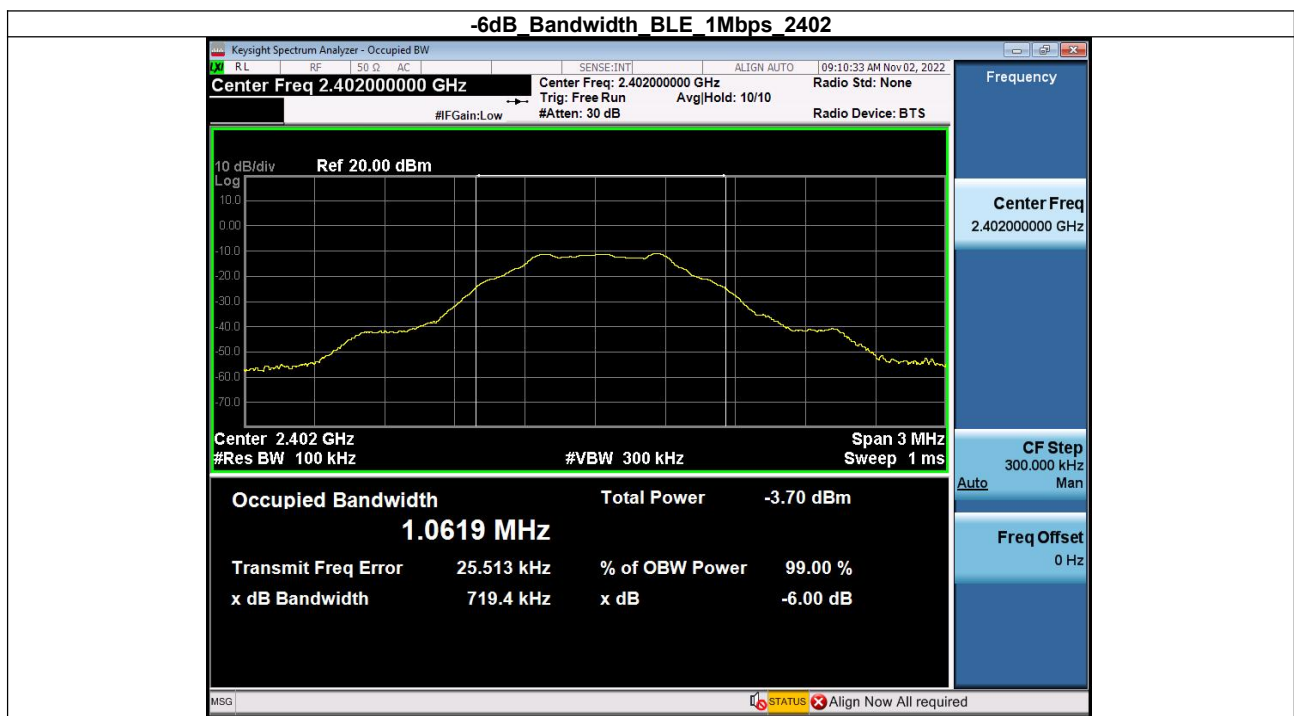 -6dB_Bandwidth_BLE_1Mbps_2402
Keysight Spectrum Analyzer - Occupied BW
LXI RL RF 50 Ω AC SENSE:INT ALIGN AUTO 09:10:33 AM Nov 02, 2022
Center Freq 2.402000000 GHz
Center Freq: 2.402000000 GHz Radio Std: None
Trig: Free Run Avg|Hold: 10/10
#IFGain:Low #Atten: 30 dB Radio Device: BTS
10 dB/div Ref 20.00 dBm
Log
10.0
0.00
-10.0
-20.0
-30.0
-40.0
-50.0
-60.0
-70.0
Center 2.402 GHz Span 3 MHz
#Res BW 100 kHz #VBW 300 kHz Sweep 1 ms
Occupied Bandwidth Total Power -3.70 dBm
1.0619 MHz
Transmit Freq Error 25.513 kHz % of OBW Power 99.00 %
x dB Bandwidth 719.4 kHz x dB -6.00 dB
Frequency
Center Freq
2.402000000 GHz
CF Step
300.000 kHz
Auto Man
Freq Offset
0 Hz
MSG STATUS Align Now All required